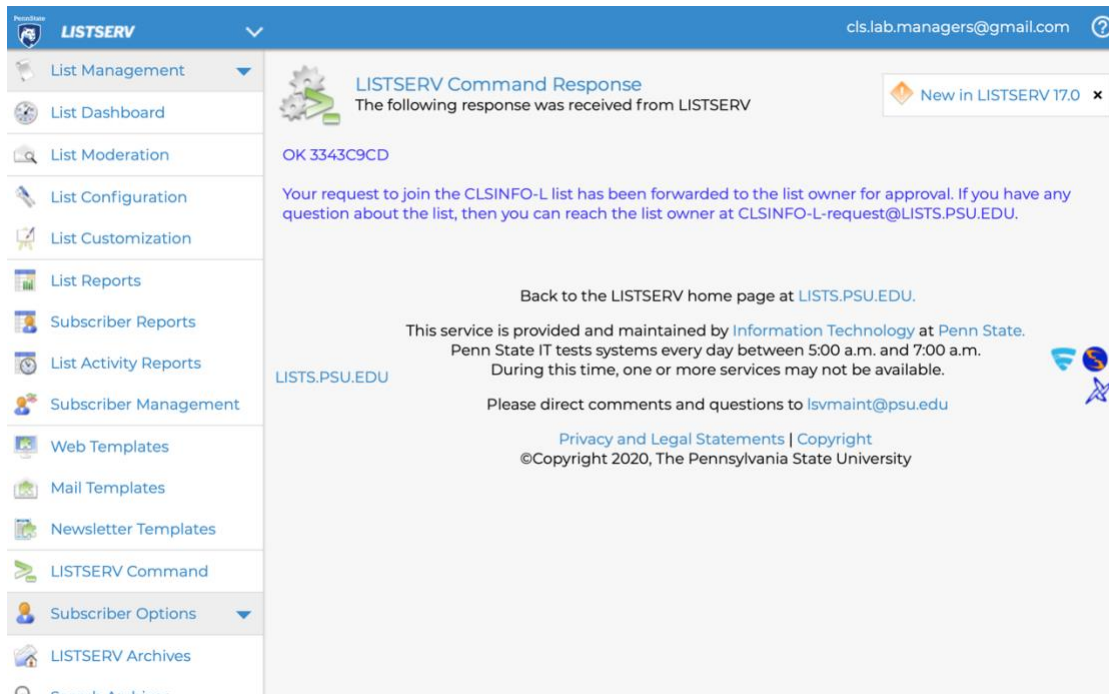 PennState
LISTSERV
cls.lab.managers@gmail.com
?
List Management
List Dashboard
List Moderation
List Configuration
List Customization
List Reports
Subscriber Reports
List Activity Reports
Subscriber Management
Web Templates
Mail Templates
Newsletter Templates
LISTSERV Command
Subscriber Options
LISTSERV Archives
LISTSERV Command Response
The following response was received from LISTSERV
New in LISTSERV 17.0 ×
OK 3343C9CD
Your request to join the CLSINFO-L list has been forwarded to the list owner for approval. If you have any
question about the list, then you can reach the list owner at CLSINFO-L-request@LISTS.PSU.EDU.
LISTS.PSU.EDU
Back to the LISTSERV home page at LISTS.PSU.EDU.
This service is provided and maintained by Information Technology at Penn State.
Penn State IT tests systems every day between 5:00 a.m. and 7:00 a.m.
During this time, one or more services may not be available.
Please direct comments and questions to lsvmaint@psu.edu
Privacy and Legal Statements | Copyright
©Copyright 2020, The Pennsylvania State University